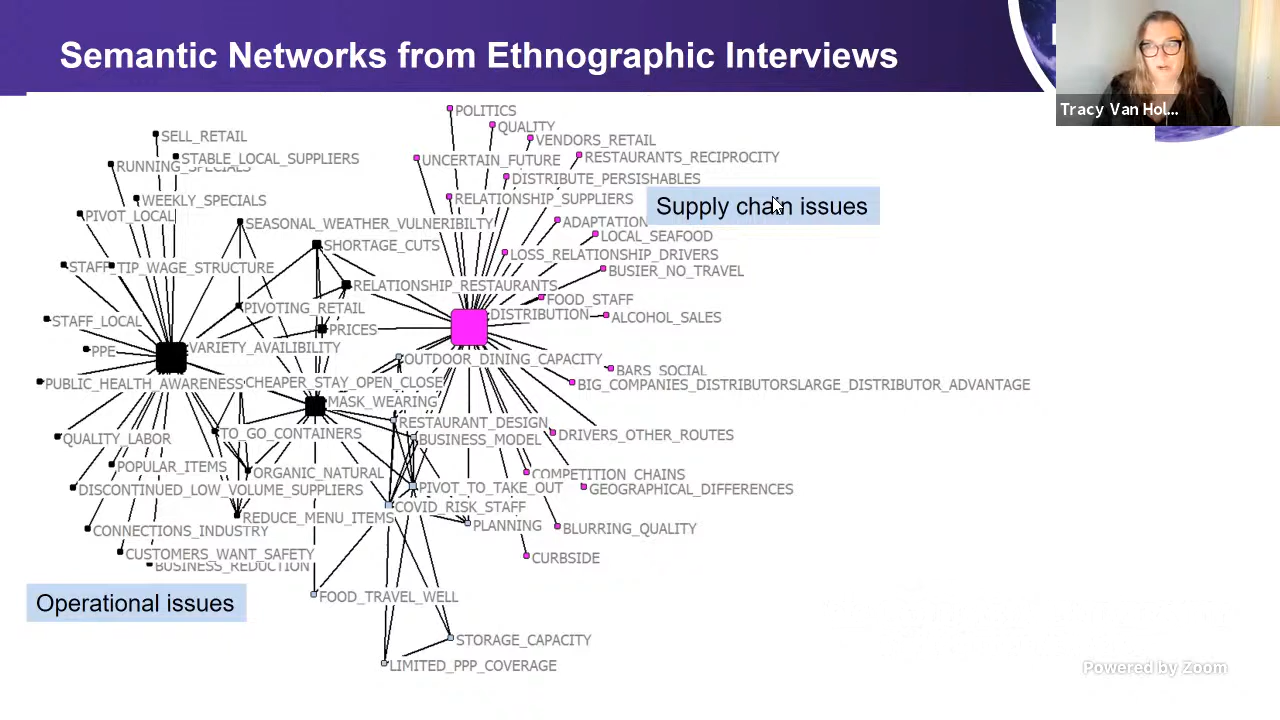 Semantic Networks from Ethnographic Interviews
Tracy Van Hol...
POLITICS
QUALITY
SELL_RETAIL
VENDORS_RETAIL
STABLE_LOCAL_SUPPLIERS
RESTAURANTS_RECIPROCITY
UNCERTAIN_FUTURE
RUNNING_SPECIALS
DISTRIBUTE_PERISHABLES
WEEKLY_SPECIALS
RELATIONSHIP_SUPPLIERS
Supply chain issues
PIVOT_LOCAL
SEASONAL_WEATHER_VULNERIBILTY
ADAPTATION
LOCAL_SEAFOOD
SHORTAGE_CUTS
LOSS_RELATIONSHIP_DRIVERS
STAFF_TIP_WAGE_STRUCTURE
BUSIER_NO_TRAVEL
RELATIONSHIP_RESTAURANTS
FOOD_STAFF
PIVOTING_RETAIL
DISTRIBUTION
ALCOHOL_SALES
STAFF_LOCAL
PRICES
VARIETY_AVAILIBILITY
PPE
OUTDOOR_DINING_CAPACITY
BARS_SOCIAL
PUBLIC_HEALTH_AWARENESS
CHEAPER_STAY_OPEN_CLOSE
BIG_COMPANIES_DISTRIBUTORSLARGE_DISTRIBUTOR_ADVANTAGE
MASK_WEARING
RESTAURANT_DESIGN
TO_GO_CONTAINERS
DRIVERS_OTHER_ROUTES
QUALITY_LABOR
BUSINESS_MODEL
POPULAR_ITEMS
ORGANIC_NATURAL
COMPETITION_CHAINS
DISCONTINUED_LOW_VOLUME_SUPPLIERS
PIVOT_TO_TAKE_OUT
GEOGRAPHICAL_DIFFERENCES
COVID_RISK_STAFF
REDUCE_MENU_ITEMS
PLANNING
BLURRING_QUALITY
CONNECTIONS_INDUSTRY
CUSTOMERS_WANT_SAFETY
CURBSIDE
BUSINESS_REDUCTION
FOOD_TRAVEL_WELL
Operational issues
STORAGE_CAPACITY
LIMITED_PPP_COVERAGE
Powered by Zoom